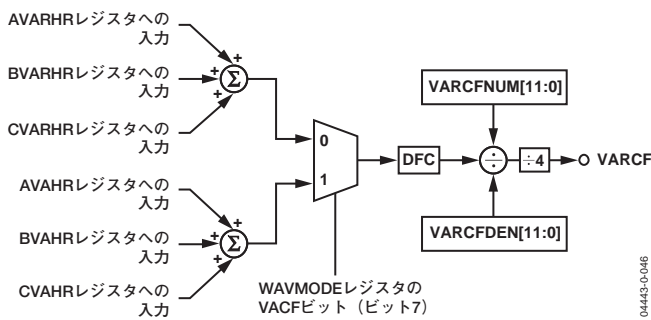 AVARHRレジスタへの
入力
BVARHRレジスタへの
入力
CVARHRレジスタへの
入力
+
+
+
Σ
AVAHRレジスタへの
入力
BVAHRレジスタへの
入力
CVAHRレジスタへの
入力
+
+
+
Σ
0
1
WAVMODEレジスタの
VACFビット（ビット7）
DFC
VARCFNUM[11:0]
÷
VARCFDEN[11:0]
÷4
VARCF
04443-0-046